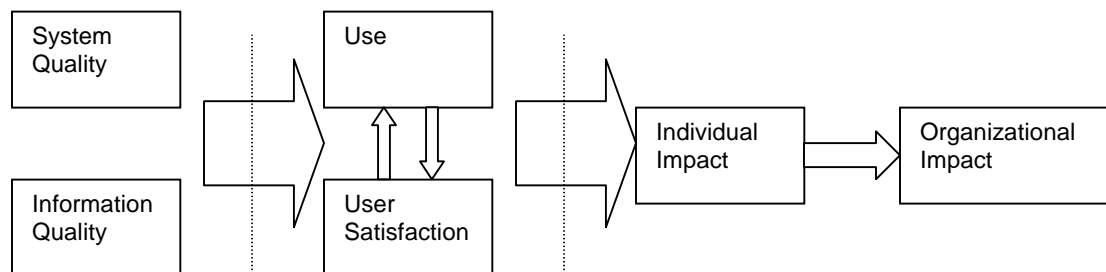 System
Quality
Use
Individual
Impact
Organizational
Impact
Information
Quality
User
Satisfaction